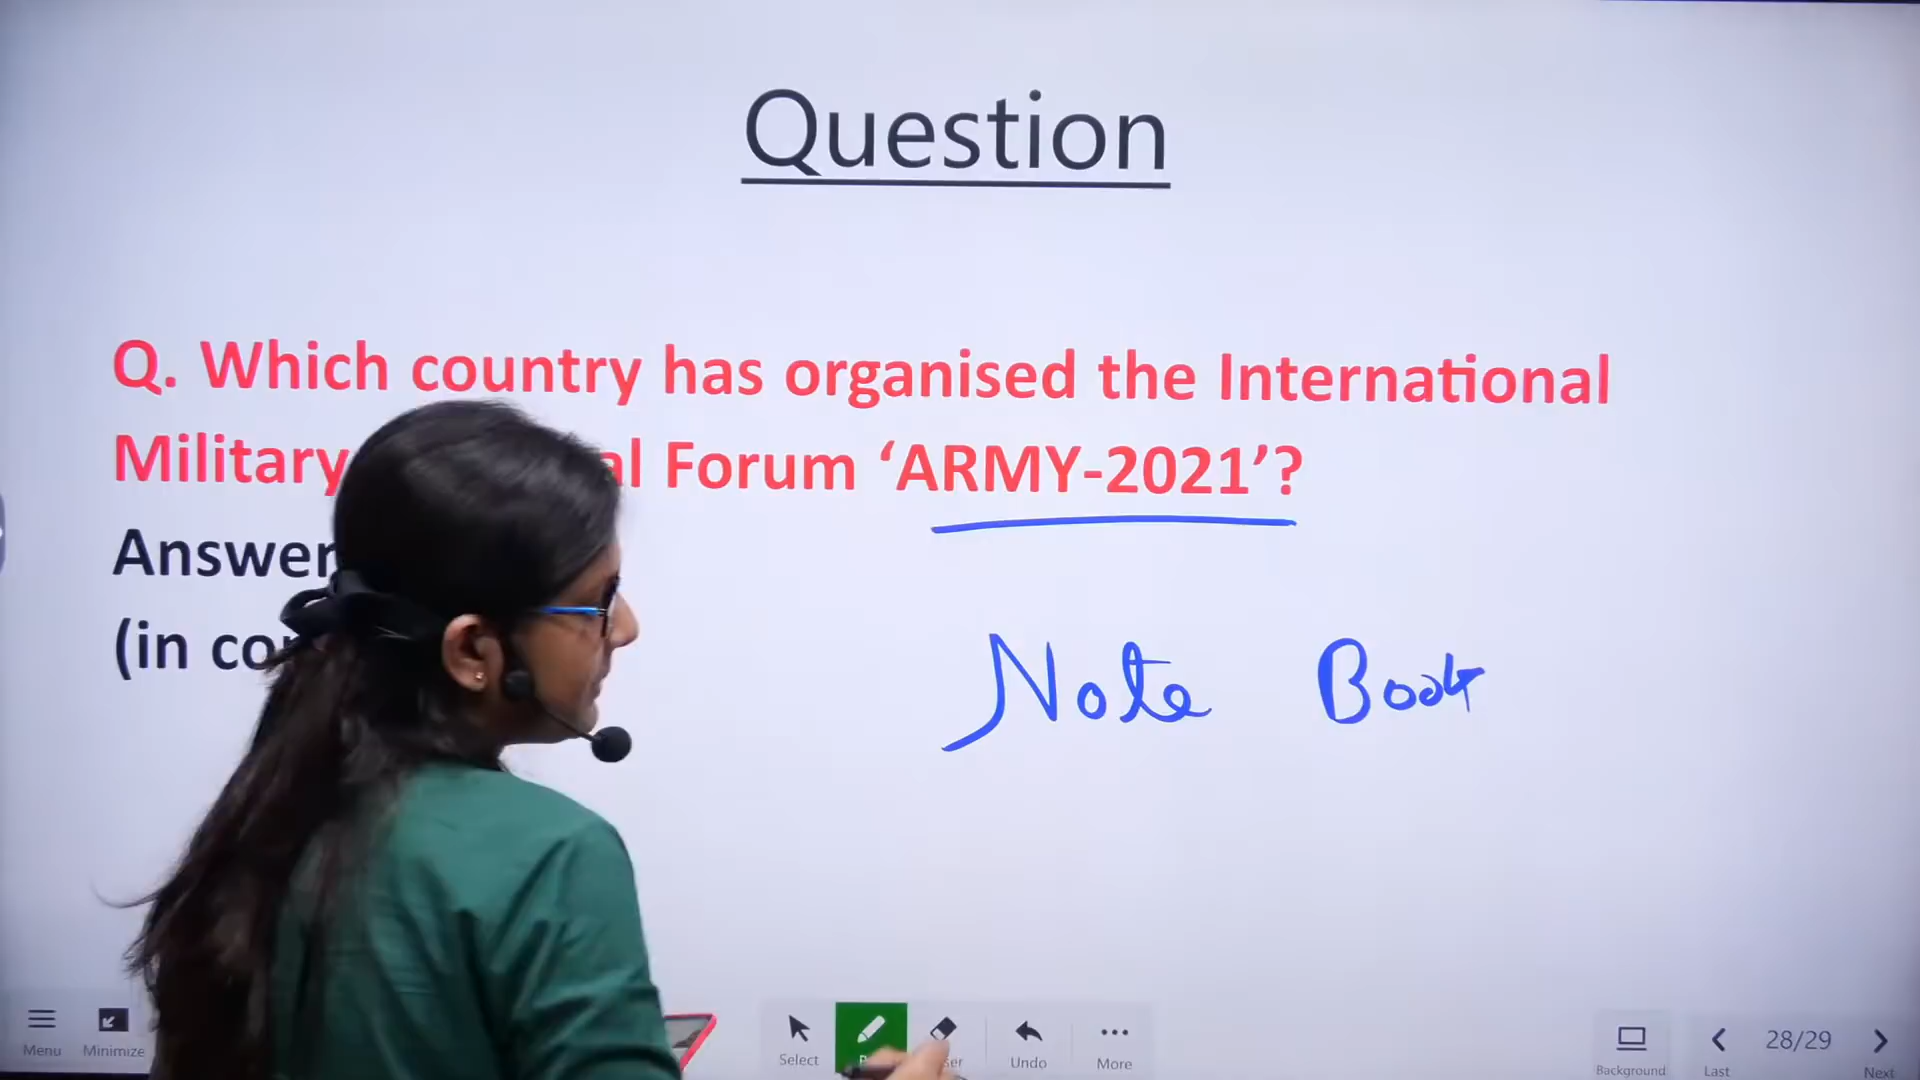 Question
Q. Which country has organised the International
Military Forum ‘ARMY-2021’?
Answer
(in
Note Book
Menu
Minimize
Select
Undo
More
Background
Last
28/29
Next